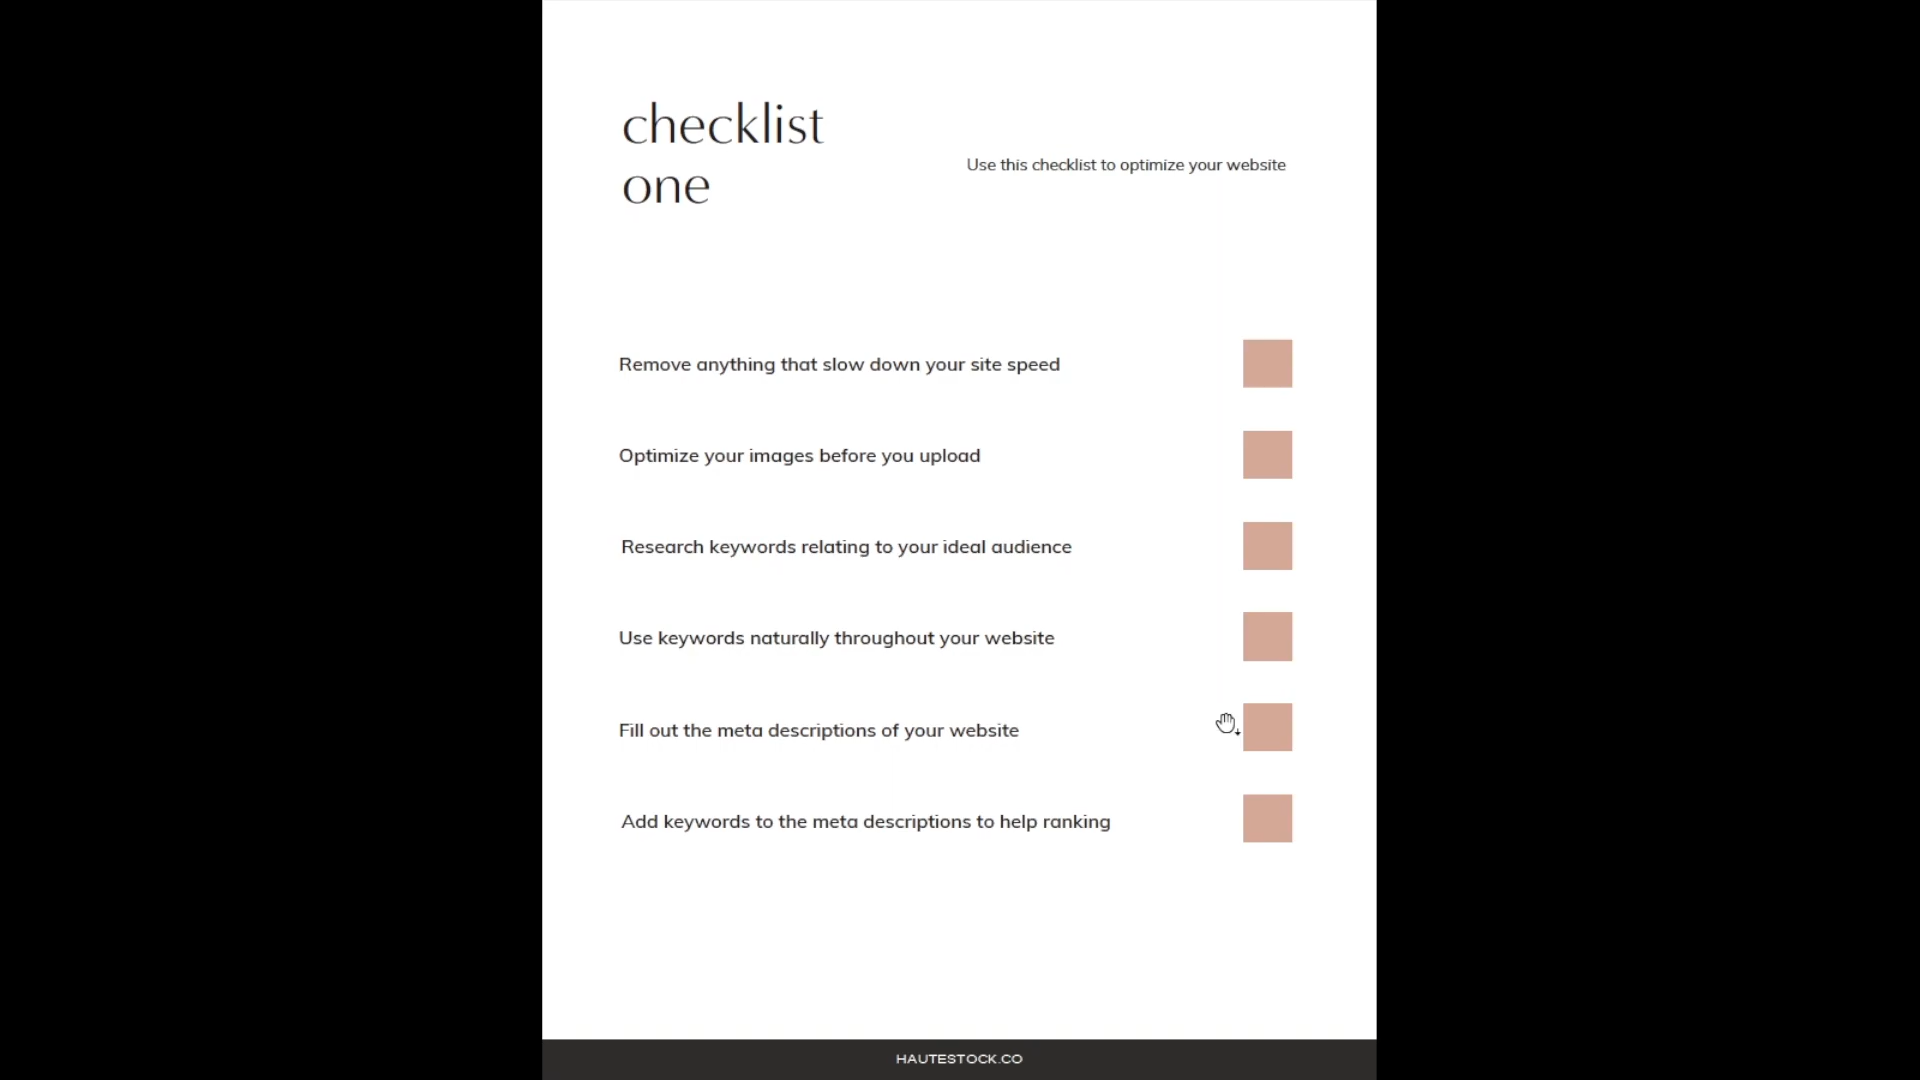 checklist
one
Use this checklist to optimize your website
Remove anything that slow down your site speed
Optimize your images before you upload
Research keywords relating to your ideal audience
Use keywords naturally throughout your website
Fill out the meta descriptions of your website
Add keywords to the meta descriptions to help ranking
HAUTESTOCK.CO